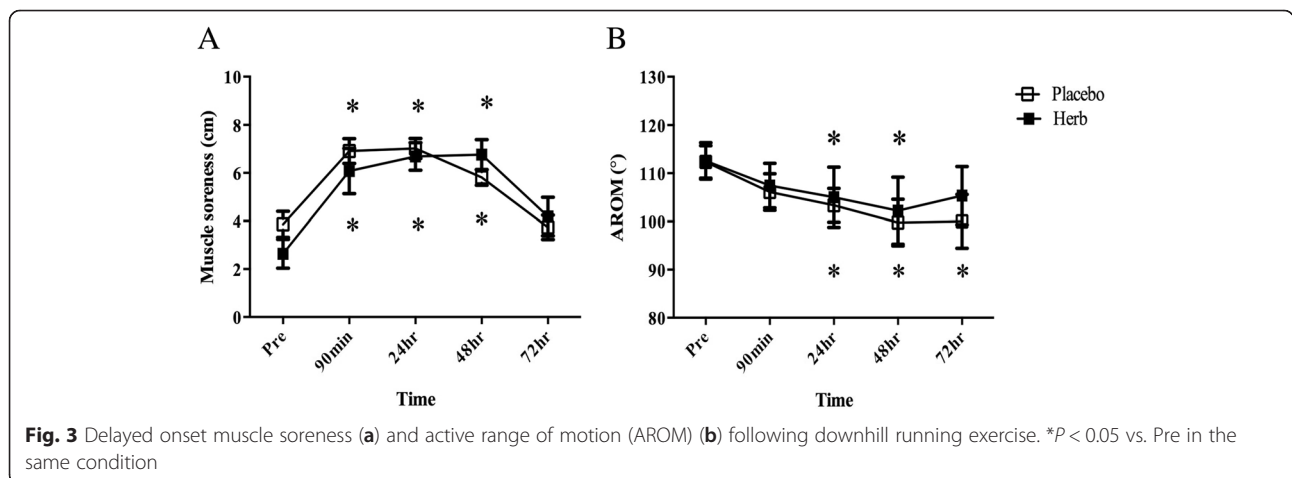 A
Muscle soreness (cm)
10
8
6
4
2
0
* * *
* * *
Pre 90min 24hr 48hr 72hr
Time
B
AROM (°)
130
120
110
100
90
80
* *
* * *
Pre 90min 24hr 48hr 72hr
Time
Placebo
Herb
Fig. 3 Delayed onset muscle soreness (a) and active range of motion (AROM) (b) following downhill running exercise. *P < 0.05 vs. Pre in the
same condition